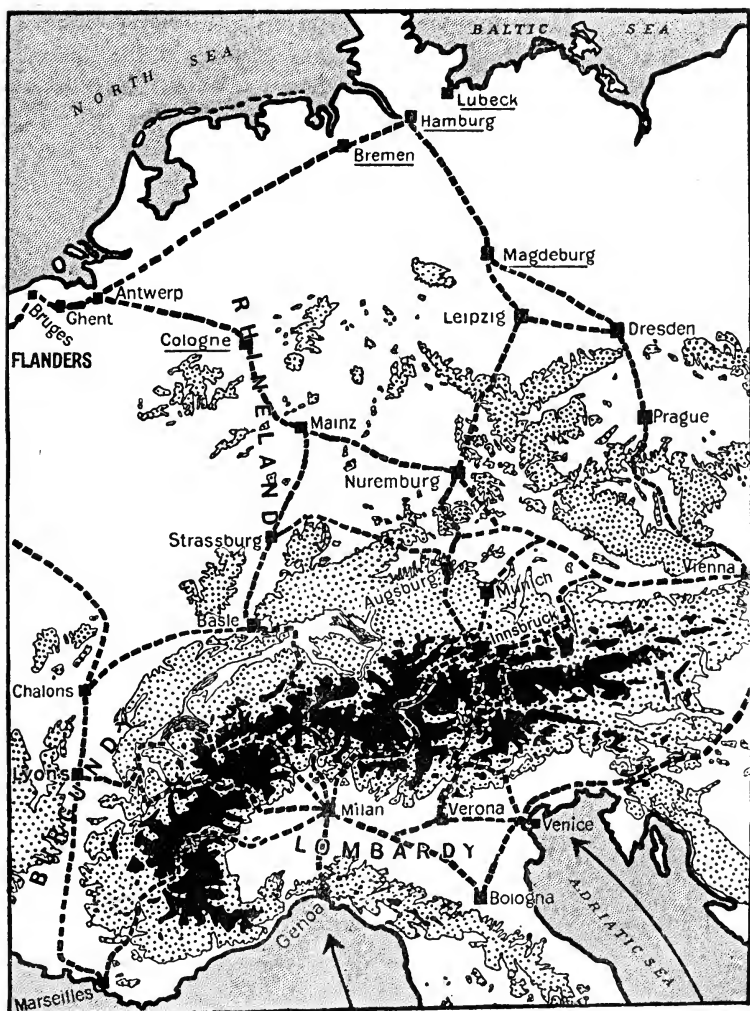 NORTH SEA
BALTIC SEA
Lubeck
Hamburg
Bremen
Magdeburg
Antwerp
Bruges
Ghent
FLANDERS
Cologne
RHINELAND
Leipzig
Dresden
Mainz
Prague
Nuremburg
Strassburg
Augsburg
Munich
Vienna
Basle
Innsbruck
Chalons
Lyons
BURGUNDY
Milan
Verona
Venice
LOMBARDY
Bologna
Genoa
ADRIATIC SEA
Marseilles